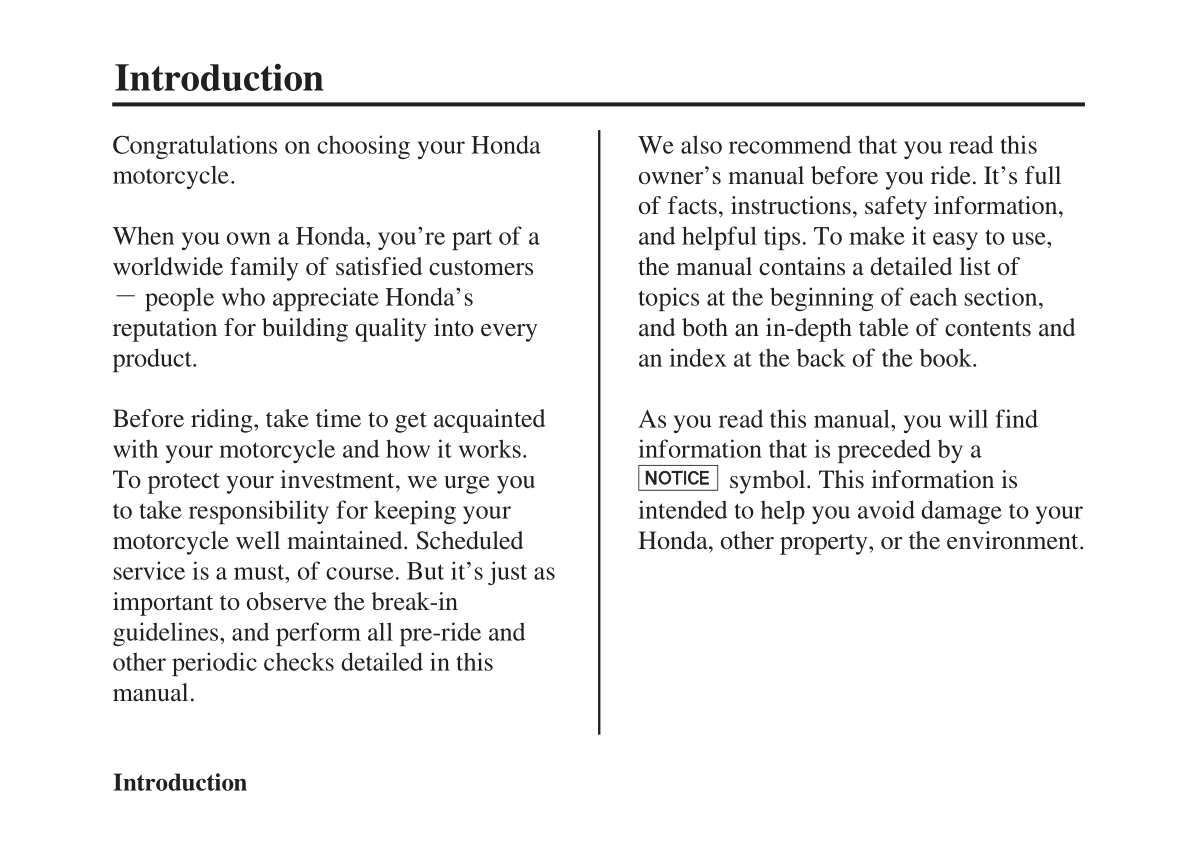 Introduction
Congratulations on choosing your Honda
motorcycle.
When you own a Honda, you’re part of a
worldwide family of satisfied customers
— people who appreciate Honda’s
reputation for building quality into every
product.
Before riding, take time to get acquainted
with your motorcycle and how it works.
To protect your investment, we urge you
to take responsibility for keeping your
motorcycle well maintained. Scheduled
service is a must, of course. But it’s just as
important to observe the break-in
guidelines, and perform all pre-ride and
other periodic checks detailed in this
manual.
We also recommend that you read this
owner’s manual before you ride. It’s full
of facts, instructions, safety information,
and helpful tips. To make it easy to use,
the manual contains a detailed list of
topics at the beginning of each section,
and both an in-depth table of contents and
an index at the back of the book.
As you read this manual, you will find
information that is preceded by a
NOTICE symbol. This information is
intended to help you avoid damage to your
Honda, other property, or the environment.
Introduction